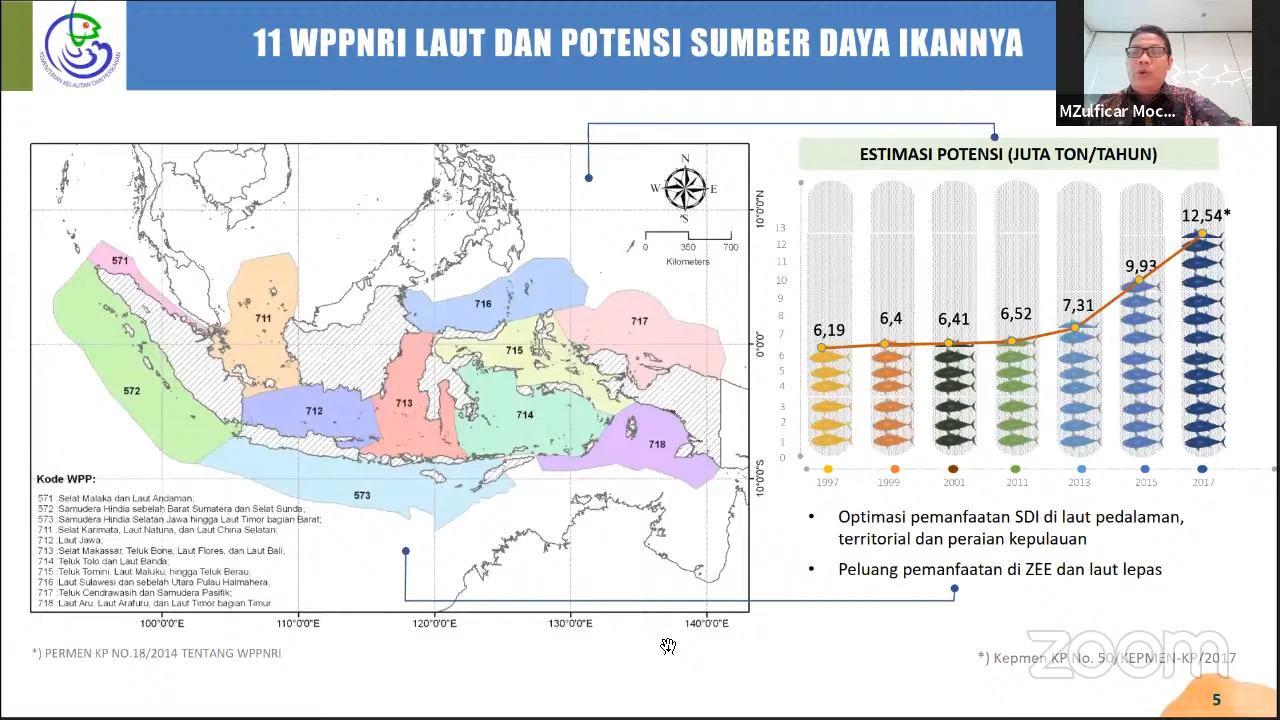 11 WPPNRI LAUT DAN POTENSI SUMBER DAYA IKANNYA
KEMENTERIAN KELAUTAN DAN PERIKANAN
MZulficar Moc...
N
W
E
S
0
350
700
Kilometers
571
572
573
711
712
713
714
715
716
717
718
10°0'0"N
0°0'0"
10°0'0"S
100°0'0"E
110°0'0"E
120°0'0"E
130°0'0"E
140°0'0"E
Kode WPP:
571 :Selat Malaka dan Laut Andaman;
572 :Samudera Hindia sebelah Barat Sumatera dan Selat Sunda;
573 :Samudera Hindia Selatan Jawa hingga Laut Timor bagian Barat;
711 :Selat Karimata, Laut Natuna, dan Laut China Selatan;
712 :Laut Jawa;
713 :Selat Makassar, Teluk Bone, Laut Flores, dan Laut Bali,
714 :Teluk Tolo dan Laut Banda;
715 :Teluk Tomini, Laut Maluku, hingga Teluk Berau;
716 :Laut Sulawesi dan sebelah Utara Pulau Halmahera;
717 :Teluk Cendrawasih dan Samudera Pasifik;
718 :Laut Aru, Laut Arafuru, dan Laut Timor bagian Timur.
*) PERMEN KP NO.18/2014 TENTANG WPPNRI
ESTIMASI POTENSI (JUTA TON/TAHUN)
13
12
11
10
9
8
7
6
5
4
3
2
1
0
6,19
6,4
6,41
6,52
7,31
9,93
12,54*
1997
1999
2001
2011
2013
2015
2017
• Optimasi pemanfaatan SDI di laut pedalaman,
territorial dan peraian kepulauan
• Peluang pemanfaatan di ZEE dan laut lepas
zoom
*) Kepmen KP No. 50/KEPMEN-KP/2017
5